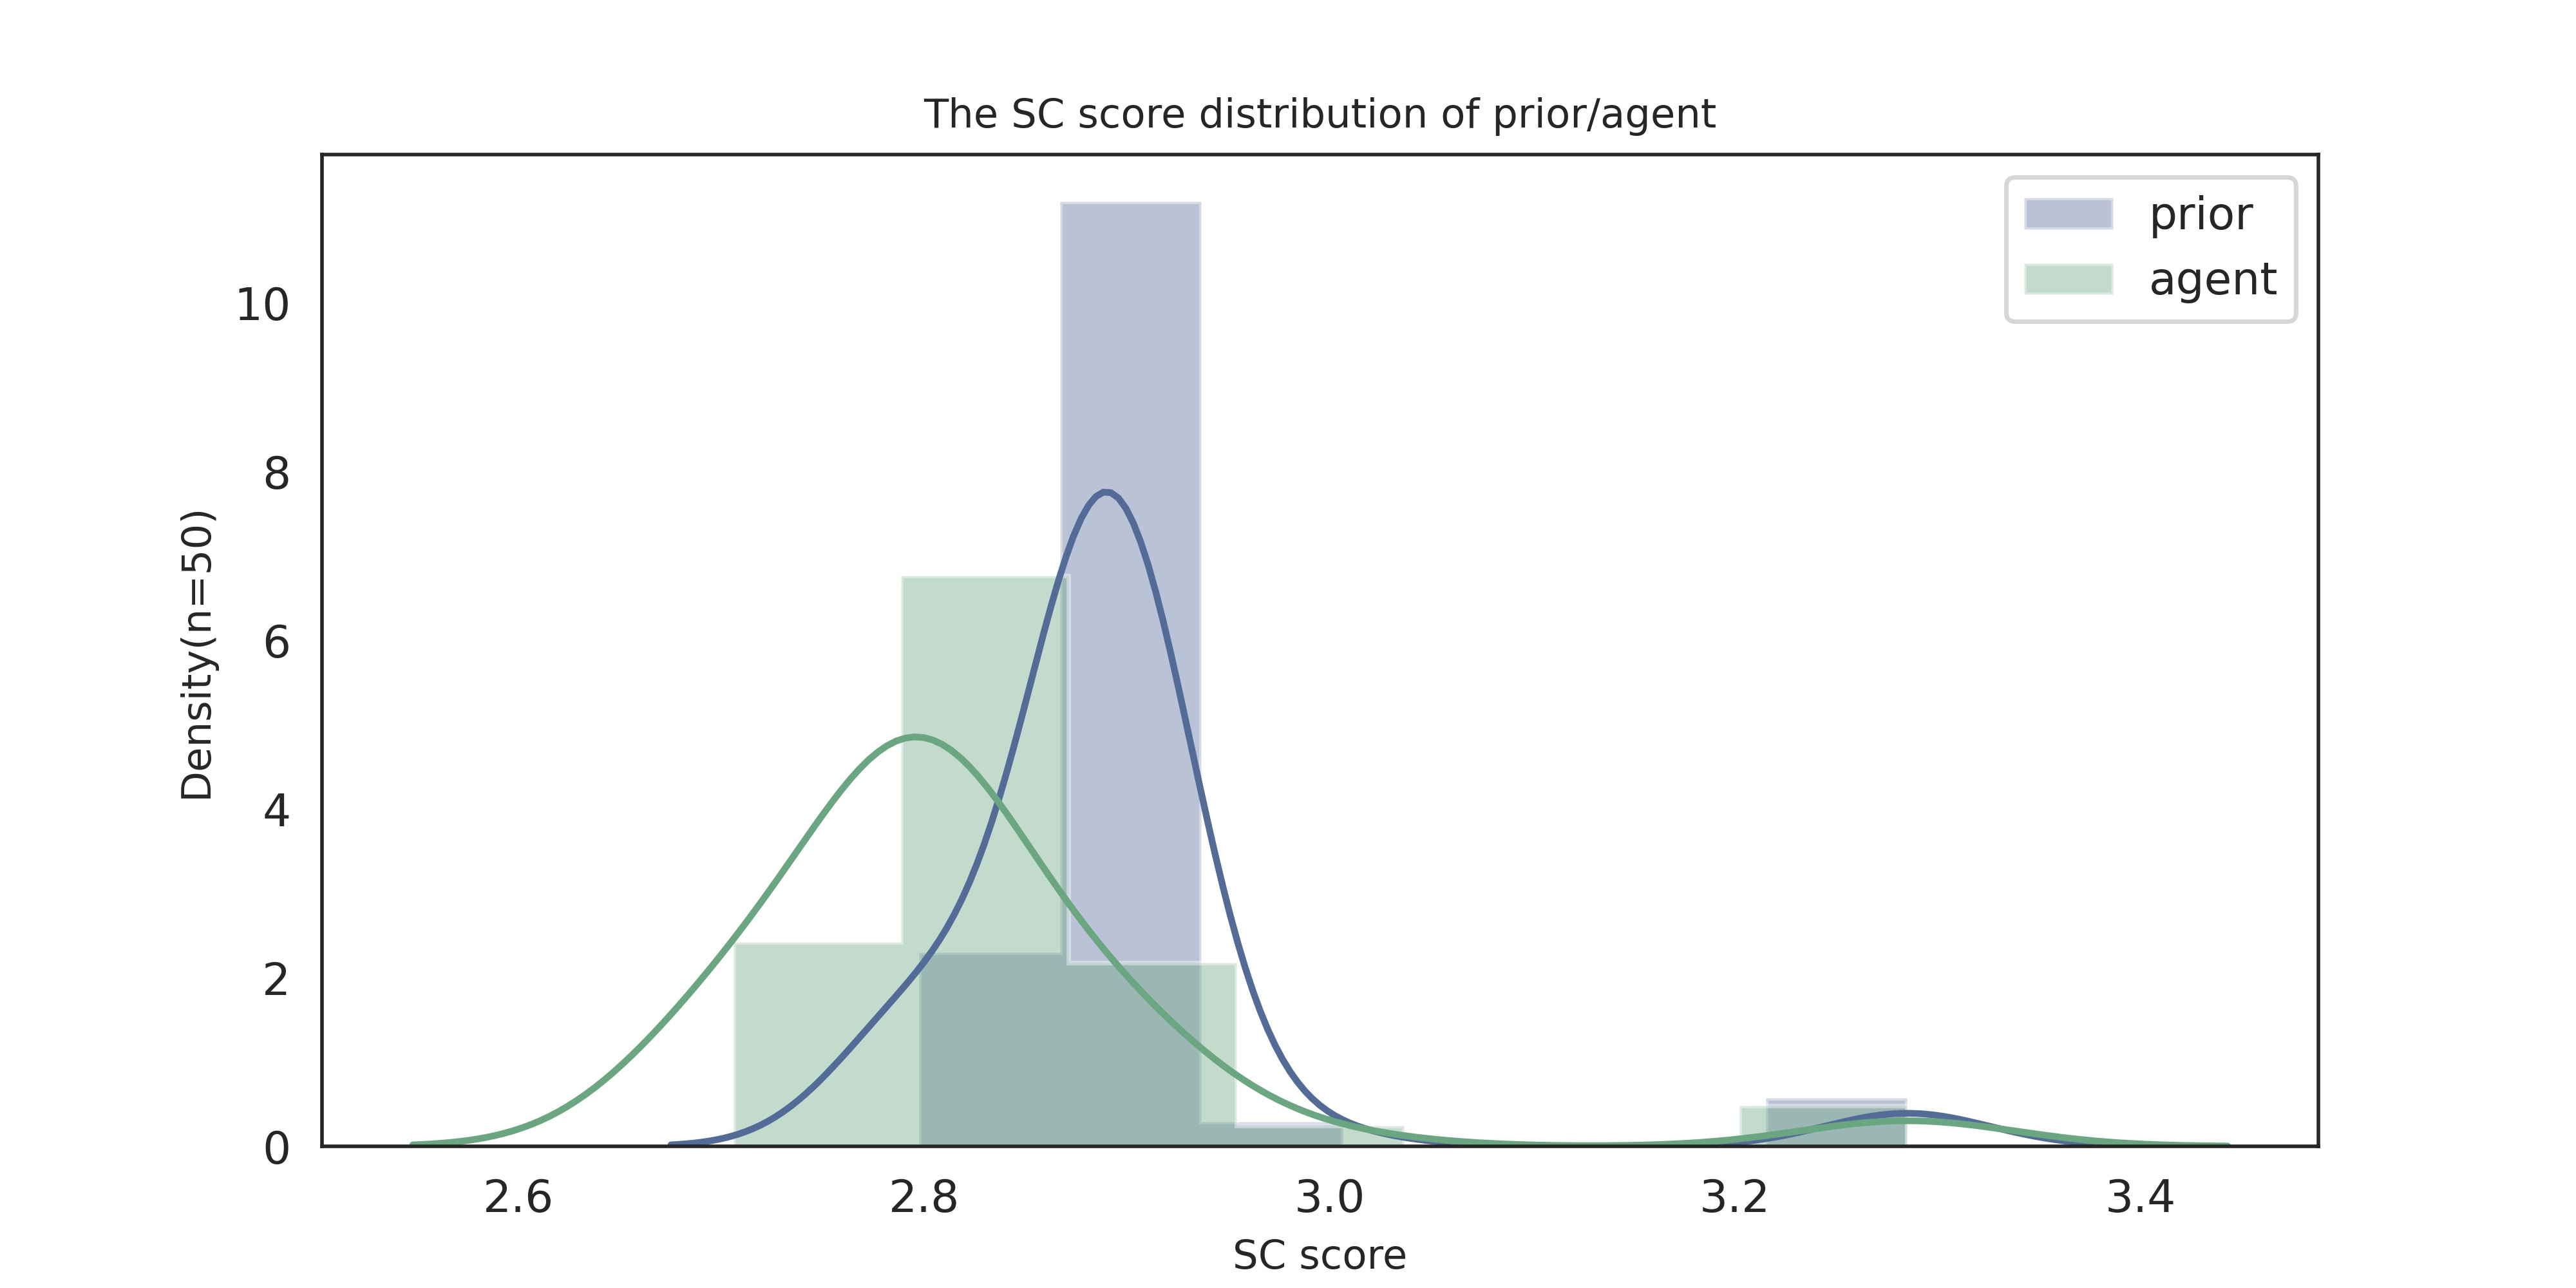 The SC score distribution of prior/agent
prior
agent
Density(n=50)
10
8
6
4
2
0
2.6 2.8 3.0 3.2 3.4
SC score